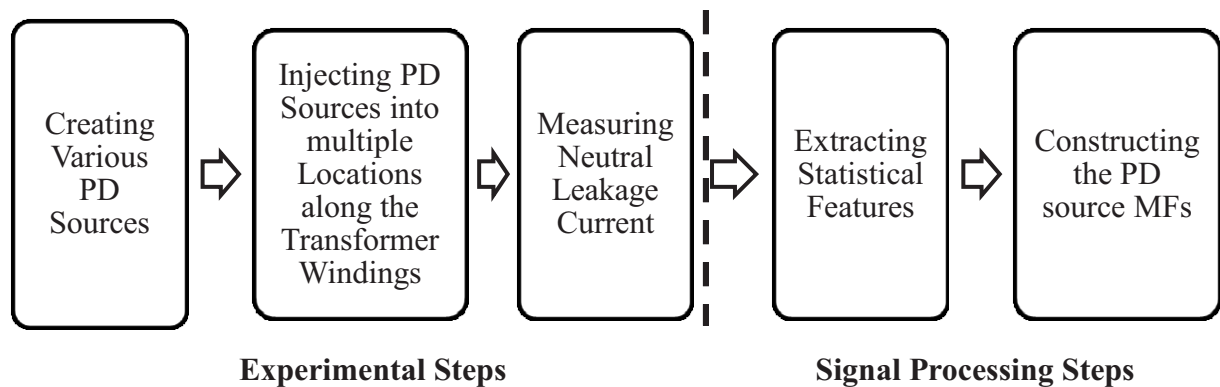 Creating
Various
PD
Sources
Injecting PD
Sources into
multiple
Locations
along the
Transformer
Windings
Measuring
Neutral
Leakage
Current
Extracting
Statistical
Features
Constructing
the PD
source MFs
Experimental Steps
Signal Processing Steps